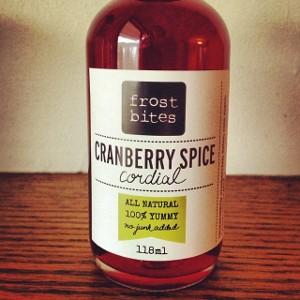 frost
bites
CRANBERRY SPICE
cordial
ALL NATURAL
100% YUMMY
no junk added
118ml